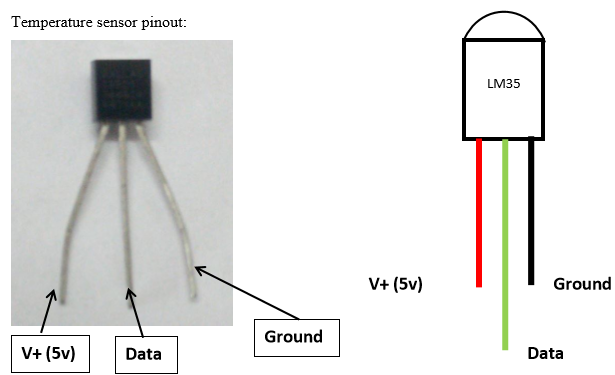 Temperature sensor pinout:
LM35
V+ (5v)
Data
Ground
V+ (5v)
Ground
Data